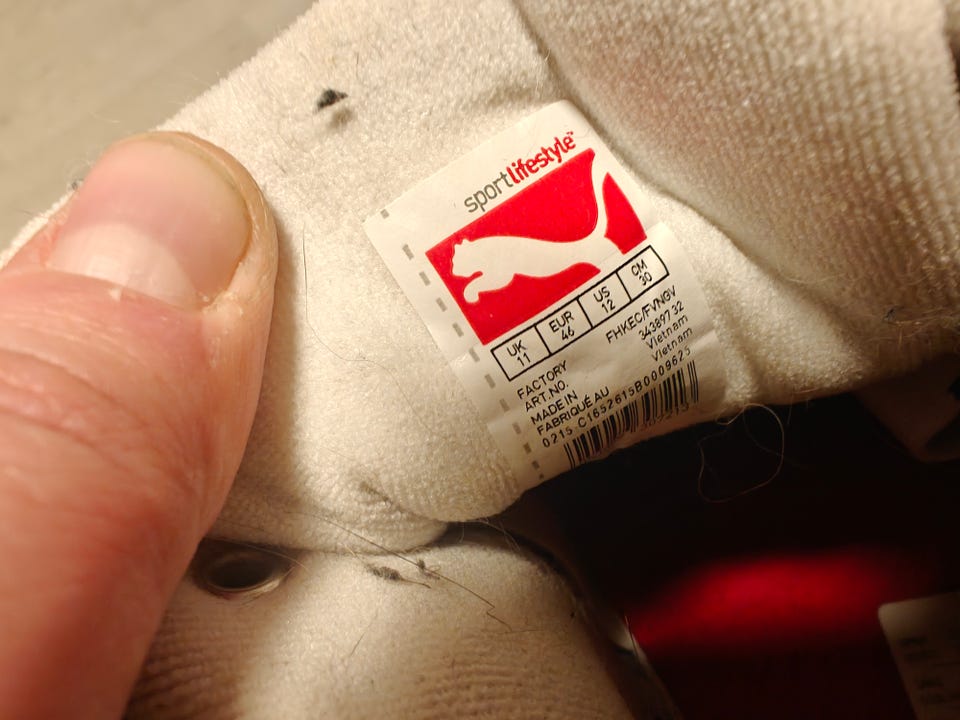 sportlifestyle™
UK EUR US CM
11 46 12 30
FACTORY FHKEC/FVNGV
ART.NO. 343897 32
MADE IN Vietnam
FABRIQUÉ AU Vietnam
0215.C1652615B0009625